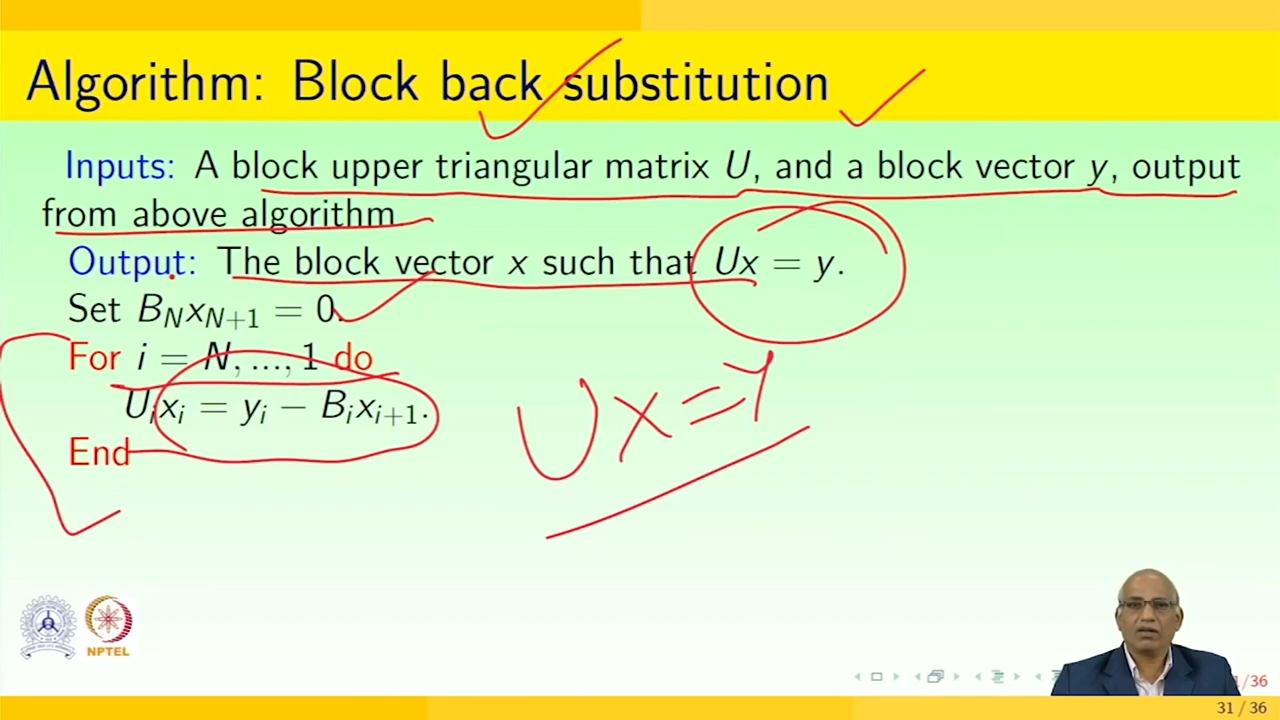 Algorithm: Block back substitution
Inputs: A block upper triangular matrix U, and a block vector y, output
from above algorithm
Output: The block vector x such that Ux = y.
Set B_N x_{N+1} = 0.
For i = N, ..., 1 do
U_i x_i = y_i − B_i x_{i+1}.
End
Ux=y
NPTEL
1/36
31 / 36